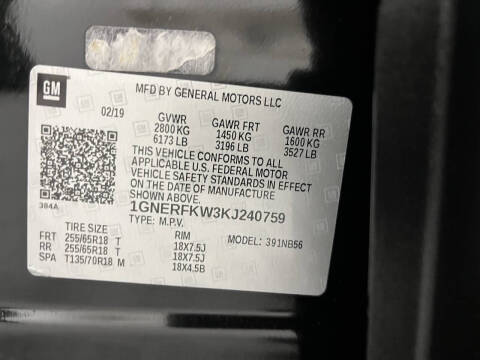 GM
MFD BY GENERAL MOTORS LLC
02/19
GVWR GAWR FRT GAWR RR
2800 KG 1450 KG 1600 KG
6173 LB 3196 LB 3527 LB
THIS VEHICLE CONFORMS TO ALL
APPLICABLE U.S. FEDERAL MOTOR
VEHICLE SAFETY STANDARDS IN EFFECT
ON THE DATE OF MANUFACTURE
384A
1GNERFKW3KJ240759
TYPE: M.P.V.
TIRE SIZE RIM MODEL: 391NB56
FRT 255/65R18 T 18X7.5J
RR 255/65R18 T 18X7.5J
SPA T135/70R18 M 18X4.5B